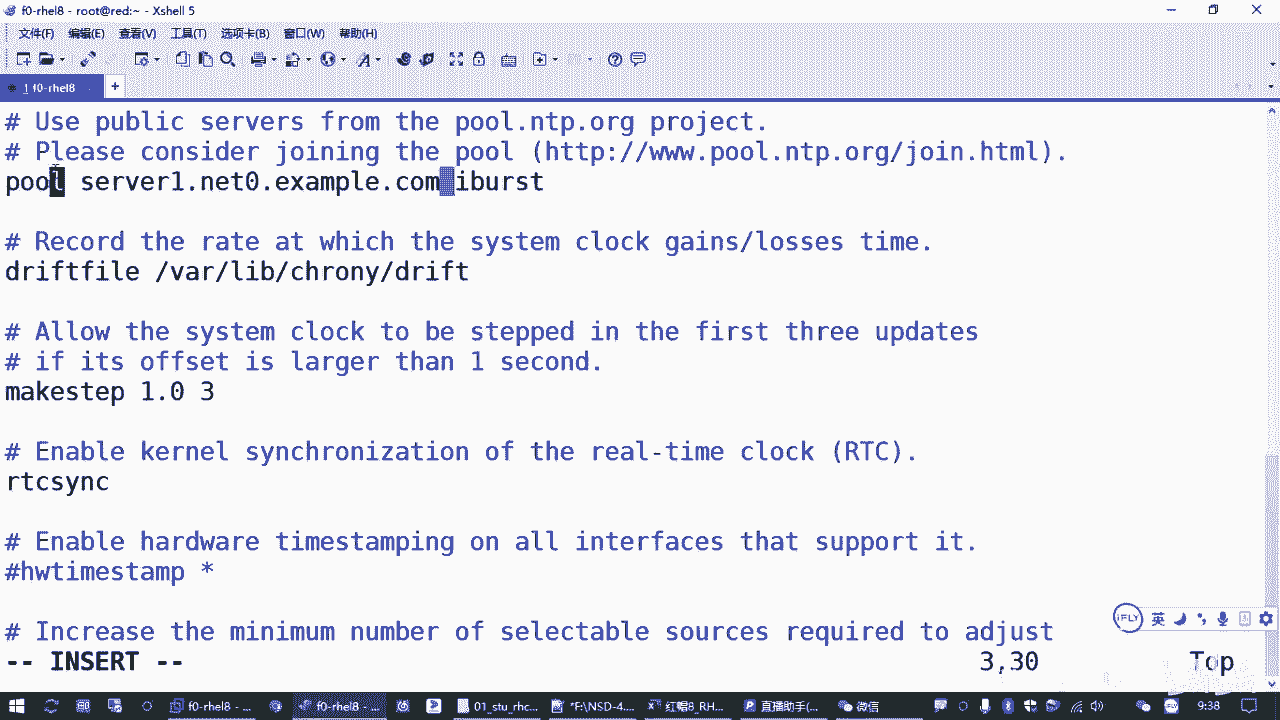 f0-rhel8 - root@red:~ - Xshell 5
文件(F) 编辑(E) 查看(V) 工具(T) 选项卡(B) 窗口(W) 帮助(H)
1 f0-rhel8 +
# Use public servers from the pool.ntp.org project.
# Please consider joining the pool (http://www.pool.ntp.org/join.html).
pool server1.net0.example.com iburst
# Record the rate at which the system clock gains/losses time.
driftfile /var/lib/chrony/drift
# Allow the system clock to be stepped in the first three updates
# if its offset is larger than 1 second.
makestep 1.0 3
# Enable kernel synchronization of the real-time clock (RTC).
rtcsync
# Enable hardware timestamping on all interfaces that support it.
#hwtimestamp *
# Increase the minimum number of selectable sources required to adjust
-- INSERT -- 3,30 Top
iFLY 英
f0-rhel8 - ... f0-rhel8 - ... 01_stu_rhc... *F:\NSD-4... 红帽8_RH... 直播助手(... 微信 9:38